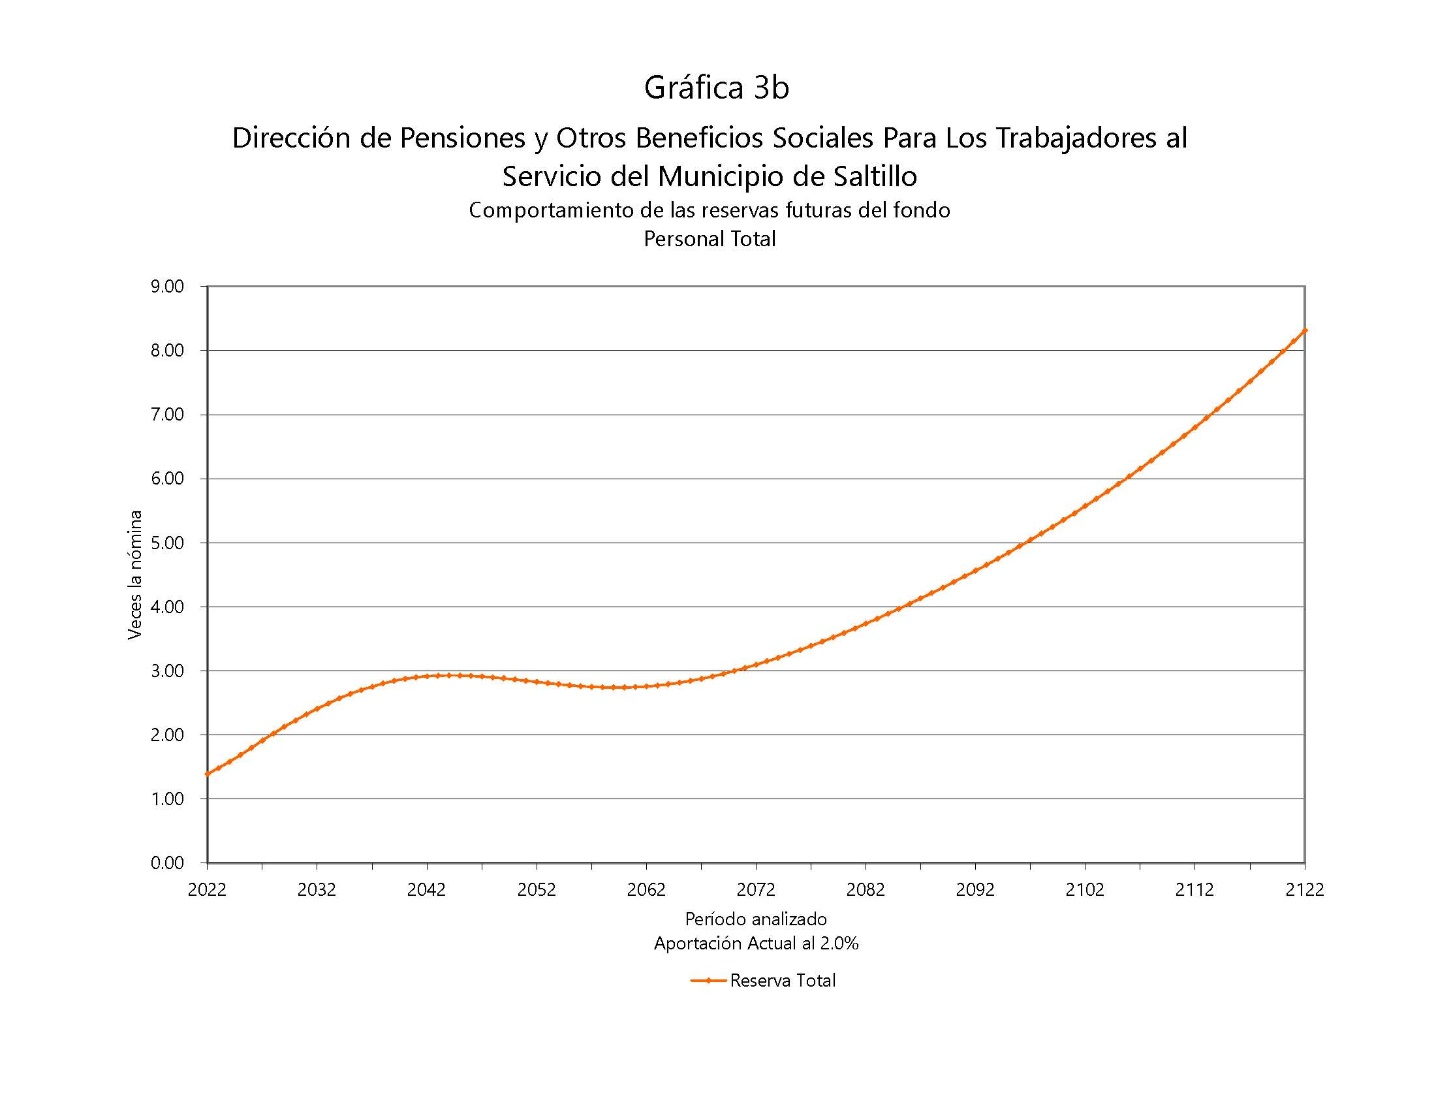 Gráfica 3b
Dirección de Pensiones y Otros Beneficios Sociales Para Los Trabajadores al
Servicio del Municipio de Saltillo
Comportamiento de las reservas futuras del fondo
Personal Total
9.00
8.00
7.00
6.00
5.00
4.00
3.00
2.00
1.00
0.00
Veces la nómina
2022 2032 2042 2052 2062 2072 2082 2092 2102 2112 2122
Período analizado
Aportación Actual al 2.0%
Reserva Total